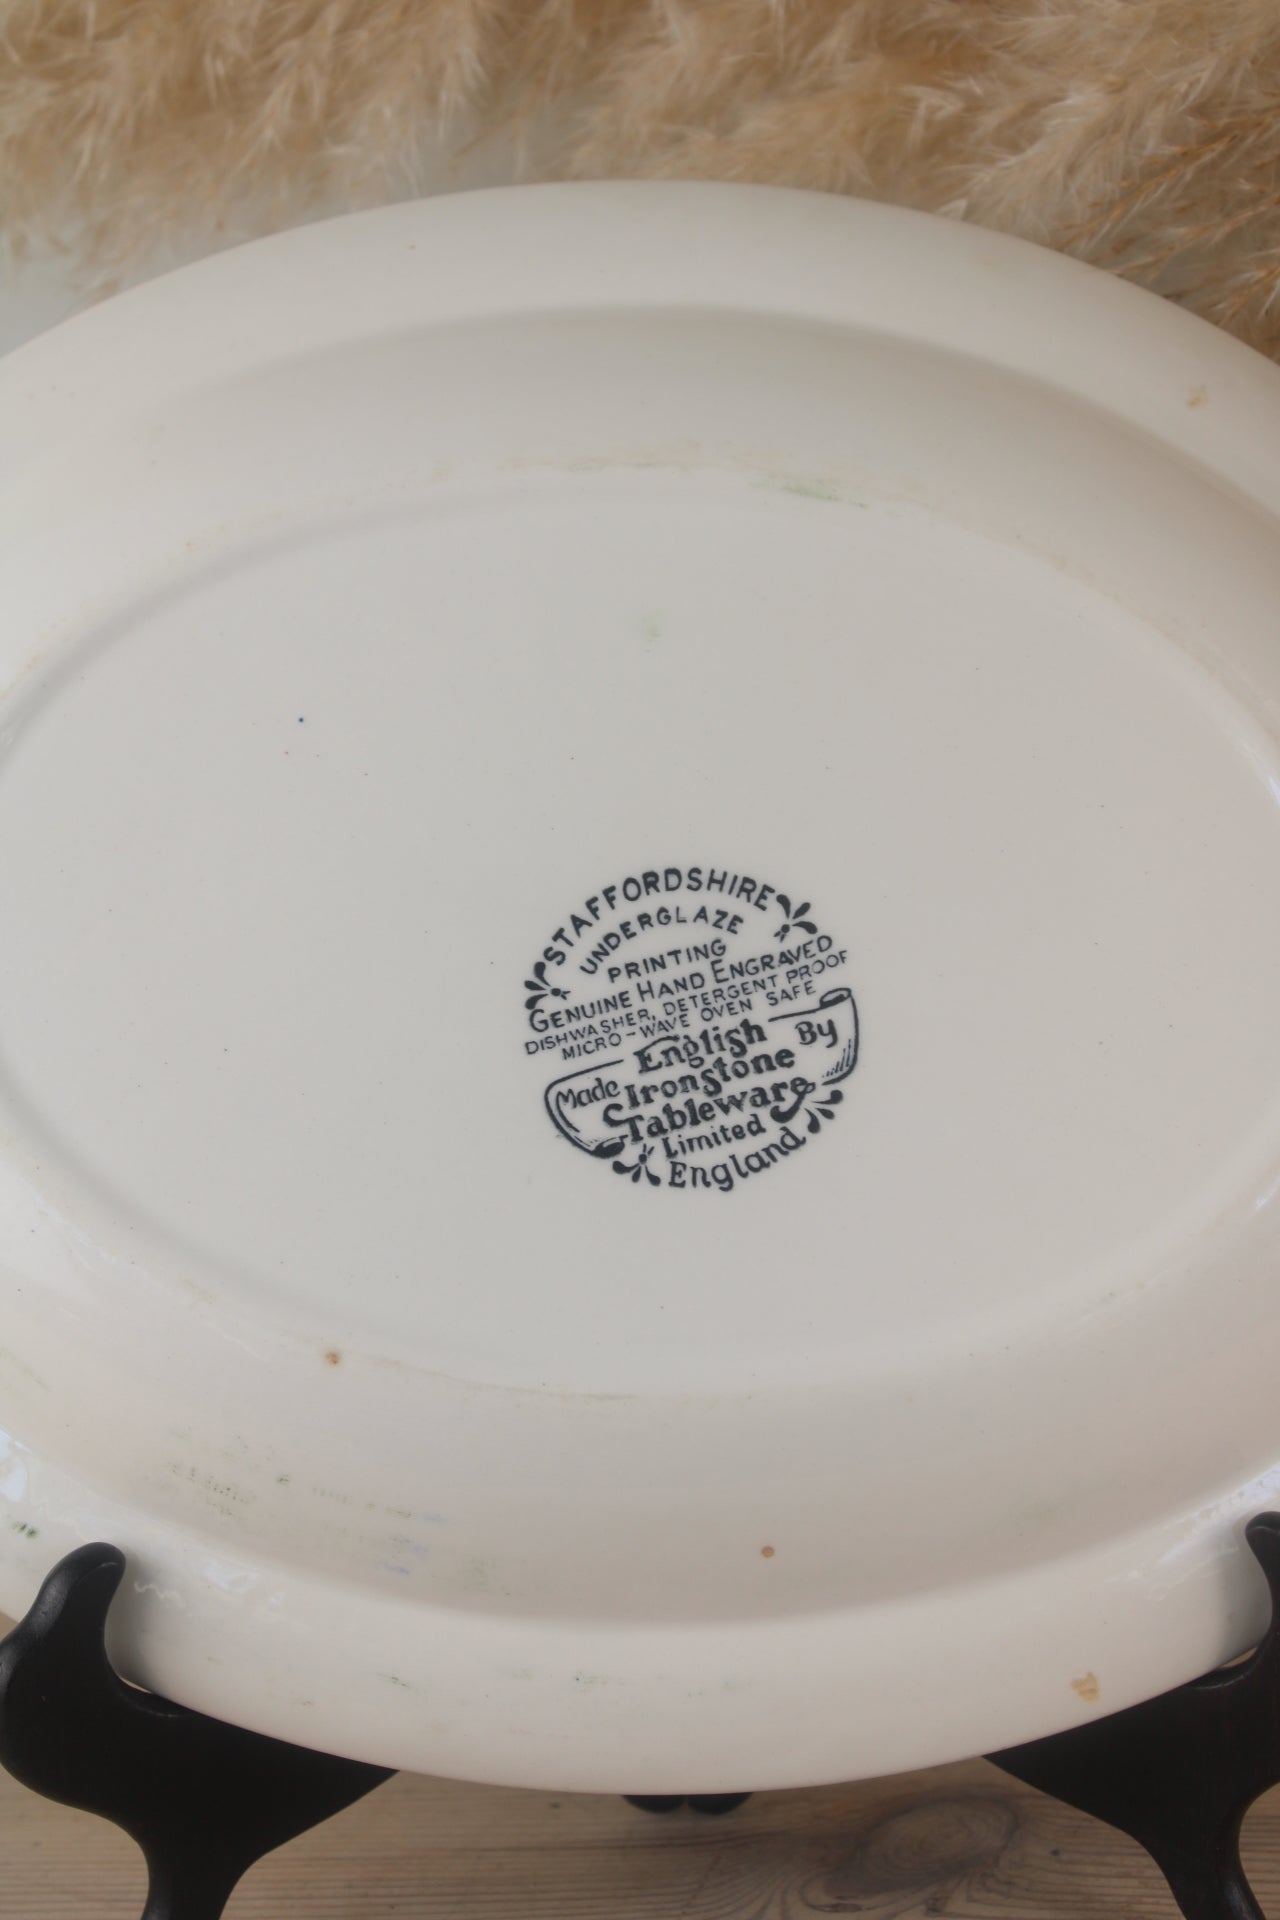 STAFFORDSHIRE
UNDERGLAZE
PRINTING
GENUINE HAND ENGRAVED
DISHWASHER, DETERGENT PROOF
MICRO-WAVE OVEN SAFE
Made English By
Ironstone
Tableware
Limited
England